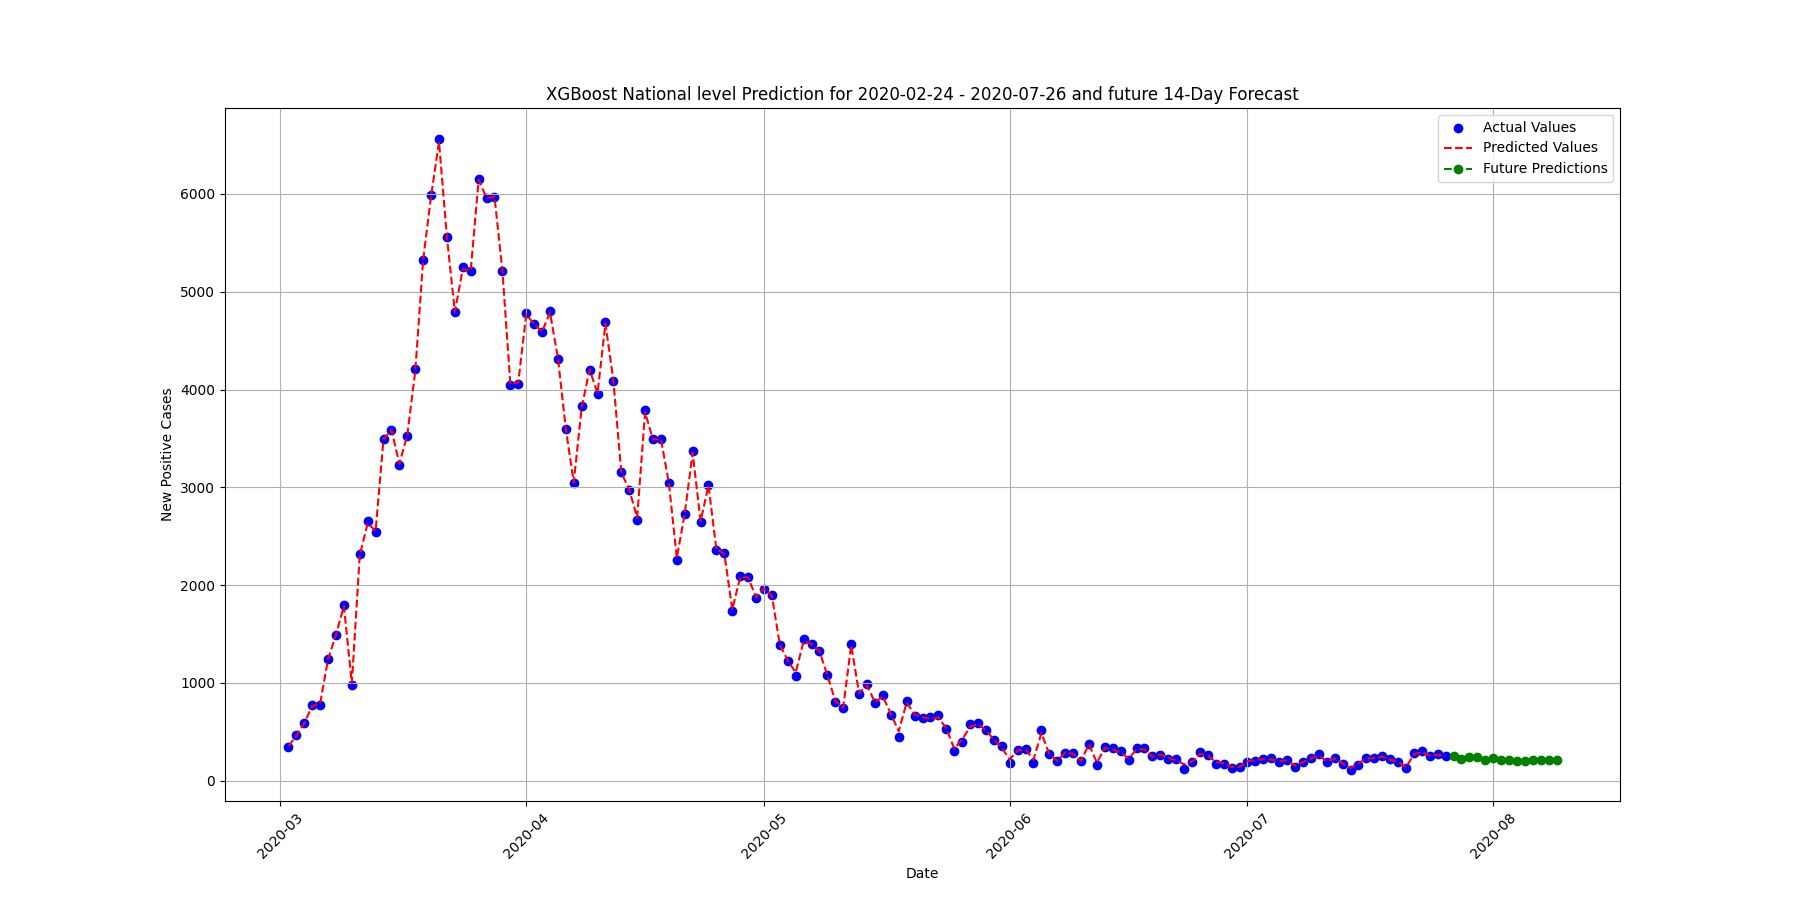 XGBoost National level Prediction for 2020-02-24 - 2020-07-26 and future 14-Day Forecast
Actual Values
Predicted Values
Future Predictions
New Positive Cases
6000
5000
4000
3000
2000
1000
0
2020-03
2020-04
2020-05
2020-06
2020-07
2020-08
Date